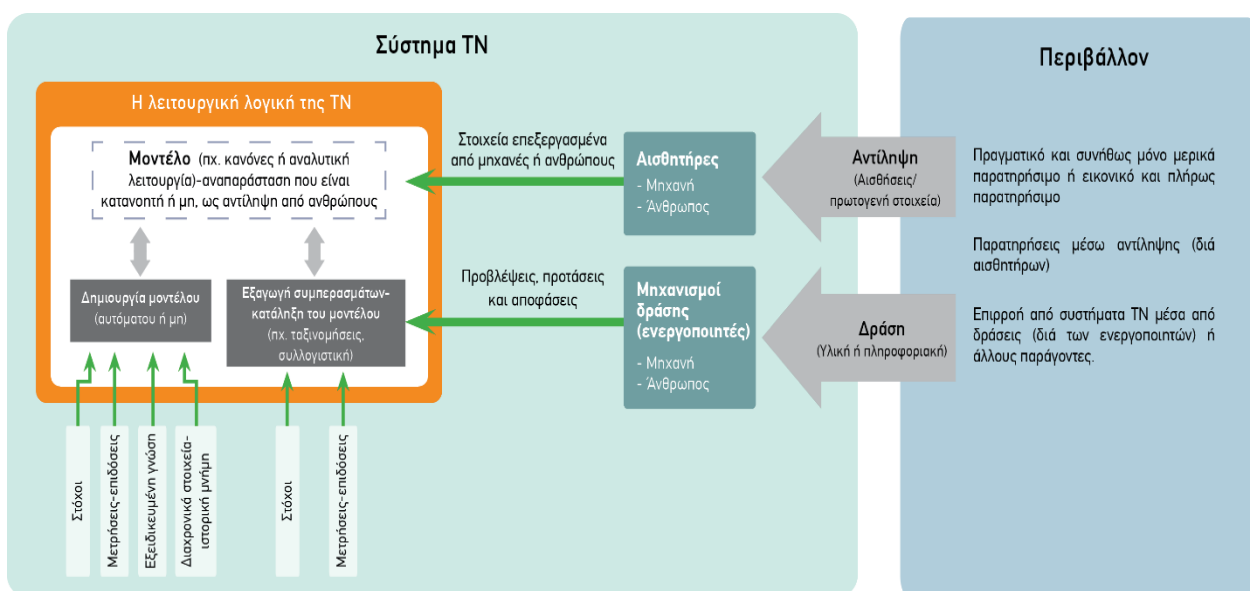 Σύστημα ΤΝ
Η λειτουργική λογική της ΤΝ
Μοντέλο (πχ. κανόνες ή αναλυτική
λειτουργία)-αναπαράσταση που είναι
κατανοητή ή μη, ως αντίληψη από ανθρώπους
Δημιουργία μοντέλου
(αυτόματου ή μη)
Εξαγωγή συμπερασμάτων-
κατάληξη του μοντέλου
(πχ. ταξινομήσεις,
συλλογιστική)
Στόχοι
Μετρήσεις-επιδόσεις
Εξειδικευμένη γνώση
Διαχρονικά στοιχεία-
ιστορική μνήμη
Στόχοι
Μετρήσεις-επιδόσεις
Στοιχεία επεξεργασμένα
από μηχανές ή ανθρώπους
Προβλέψεις, προτάσεις
και αποφάσεις
Αισθητήρες
- Μηχανή
- Άνθρωπος
Μηχανισμοί
δράσης
(ενεργοποιητές)
- Μηχανή
- Άνθρωπος
Αντίληψη
(Αισθήσεις/
πρωτογενή στοιχεία)
Δράση
(Υλική ή πληροφοριακή)
Περιβάλλον
Πραγματικό και συνήθως μόνο μερικά
παρατηρήσιμο ή εικονικό και πλήρως
παρατηρήσιμο
Παρατηρήσεις μέσω αντίληψης (διά
αισθητήρων)
Επιρροή από συστήματα ΤΝ μέσα από
δράσεις (διά των ενεργοποιητών) ή
άλλους παράγοντες.